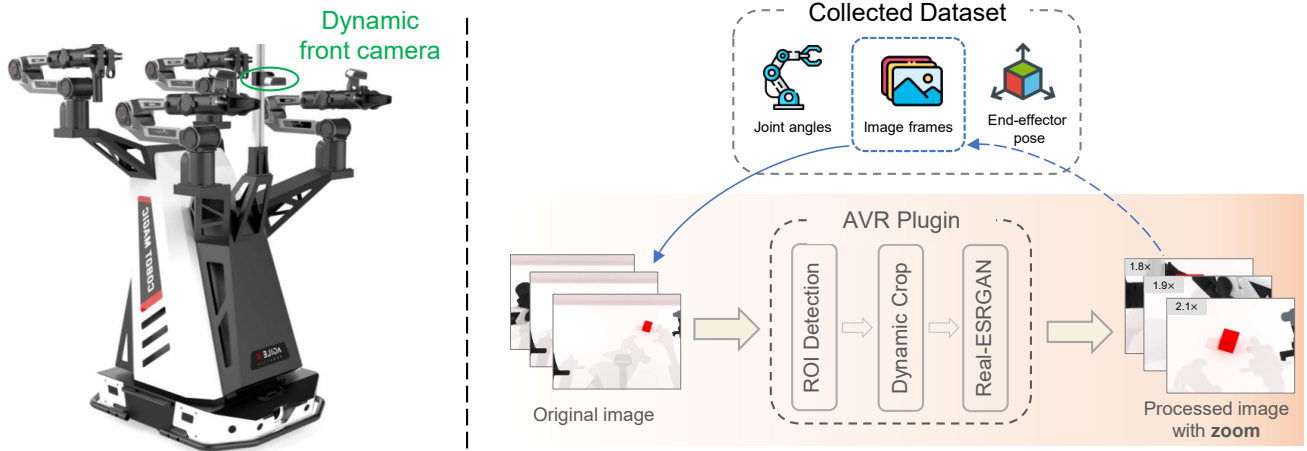 Dynamic
front camera
COBOT MAGIC
AGILE X
Collected Dataset
Joint angles
Image frames
End-effector
pose
AVR Plugin
ROI Detection
Dynamic Crop
Real-ESRGAN
Original image
1.8×
1.9×
2.1×
Processed image
with zoom